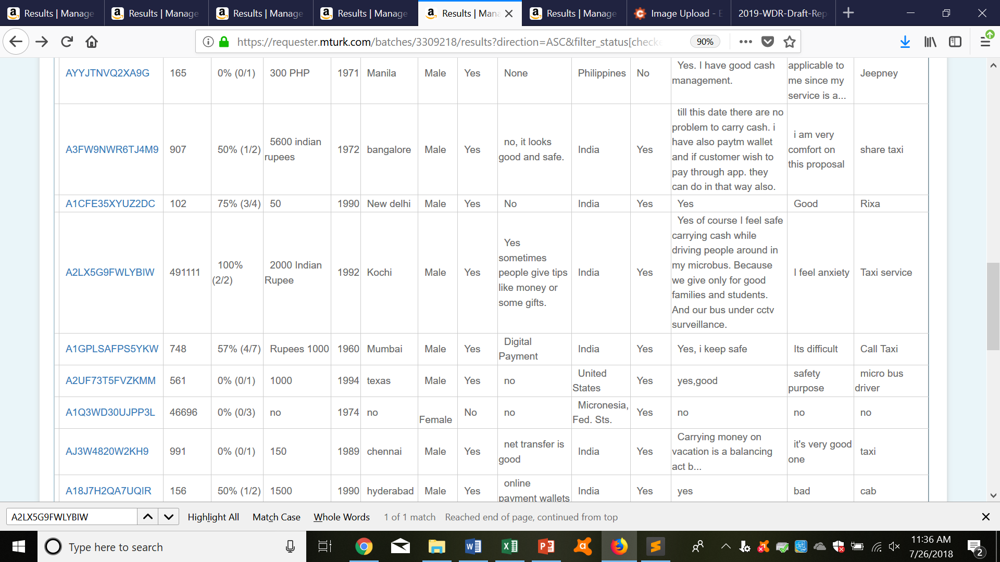 Results | Manage
Results | Manage
Results | Manage
Results | Manage
Results | Mana
Results | Manage
Image Upload - E
2019-WDR-Draft-Rep
https://requester.mturk.com/batches/3309218/results?direction=ASC&filter_status[checke
90%
AYYJTNVQ2XA9G 165 0% (0/1) 300 PHP 1971 Manila Male Yes None Philippines No
Yes. I have good cash
management.
applicable to
me since my
service is a...
Jeepney
A3FW9NWR6TJ4M9 907 50% (1/2)
5600 indian
rupees
1972 bangalore Male Yes
no, it looks
good and safe.
India Yes
till this date there are no
problem to carry cash. i
have also paytm wallet
and if customer wish to
pay through app. they
can do in that way also.
i am very
comfort on
this proposal
share taxi
A1CFE35XYUZ2DC 102 75% (3/4) 50 1990 New delhi Male Yes No India Yes Yes Good Rixa
A2LX5G9FWLYBIW 491111
100%
(2/2)
2000 Indian
Rupee
1992 Kochi Male Yes
Yes
sometimes
people give tips
like money or
some gifts.
India Yes
Yes of course I feel safe
carrying cash while
driving people around in
my microbus. Because
we give only for good
families and students.
And our bus under cctv
surveillance.
I feel anxiety Taxi service
A1GPLSAFPS5YKW 748 57% (4/7) Rupees 1000 1960 Mumbai Male Yes
Digital
Payment
India Yes Yes, i keep safe Its difficult Call Taxi
A2UF73T5FVZKMM 561 0% (0/1) 1000 1994 texas Male Yes no
United
States
Yes yes,good
safety
purpose
micro bus
driver
A1Q3WD30UJPP3L 46696 0% (0/3) no 1974 no
Female
No no
Micronesia,
Fed. Sts.
Yes no no no
AJ3W4820W2KH9 991 0% (0/1) 150 1989 chennai Male Yes
net transfer is
good
India Yes
Carrying money on
vacation is a balancing
act b...
it's very good
one
taxi
A18J7H2QA7UQIR 156 50% (1/2) 1500 1990 hyderabad Male Yes
online
payment wallets
India Yes yes bad cab
A2LX5G9FWLYBIW Highlight All Match Case Whole Words 1 of 1 match Reached end of page, continued from top
Type here to search
11:36 AM
7/26/2018
2